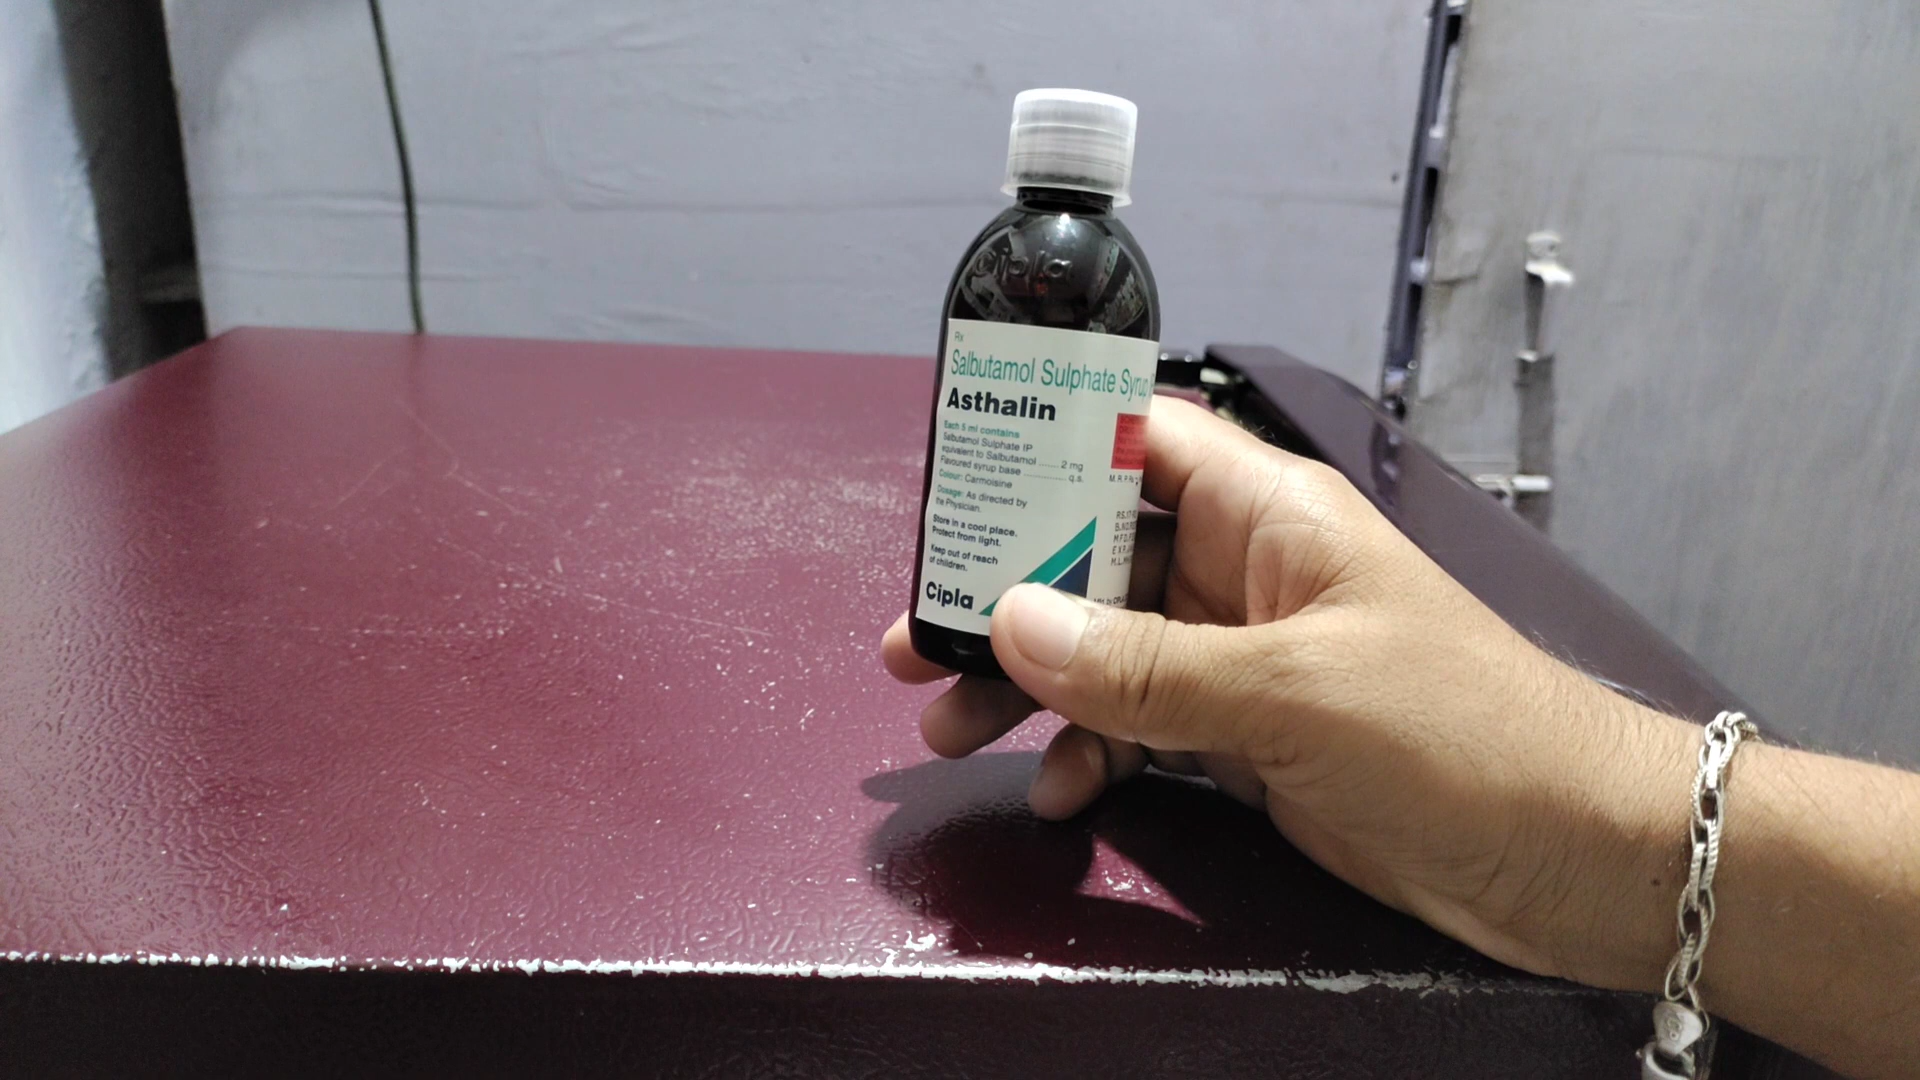 Cipla
Rx
Salbutamol Sulphate Syrup
Asthalin
Each 5 ml contains
Salbutamol Sulphate IP
equivalent to Salbutamol ....... 2 mg
Flavoured syrup base ................ q.s.
Colour: Carmoisine
Dosage: As directed by
the Physician.
Store in a cool place.
Protect from light.
Keep out of reach
of children.
Cipla
M.R.P.